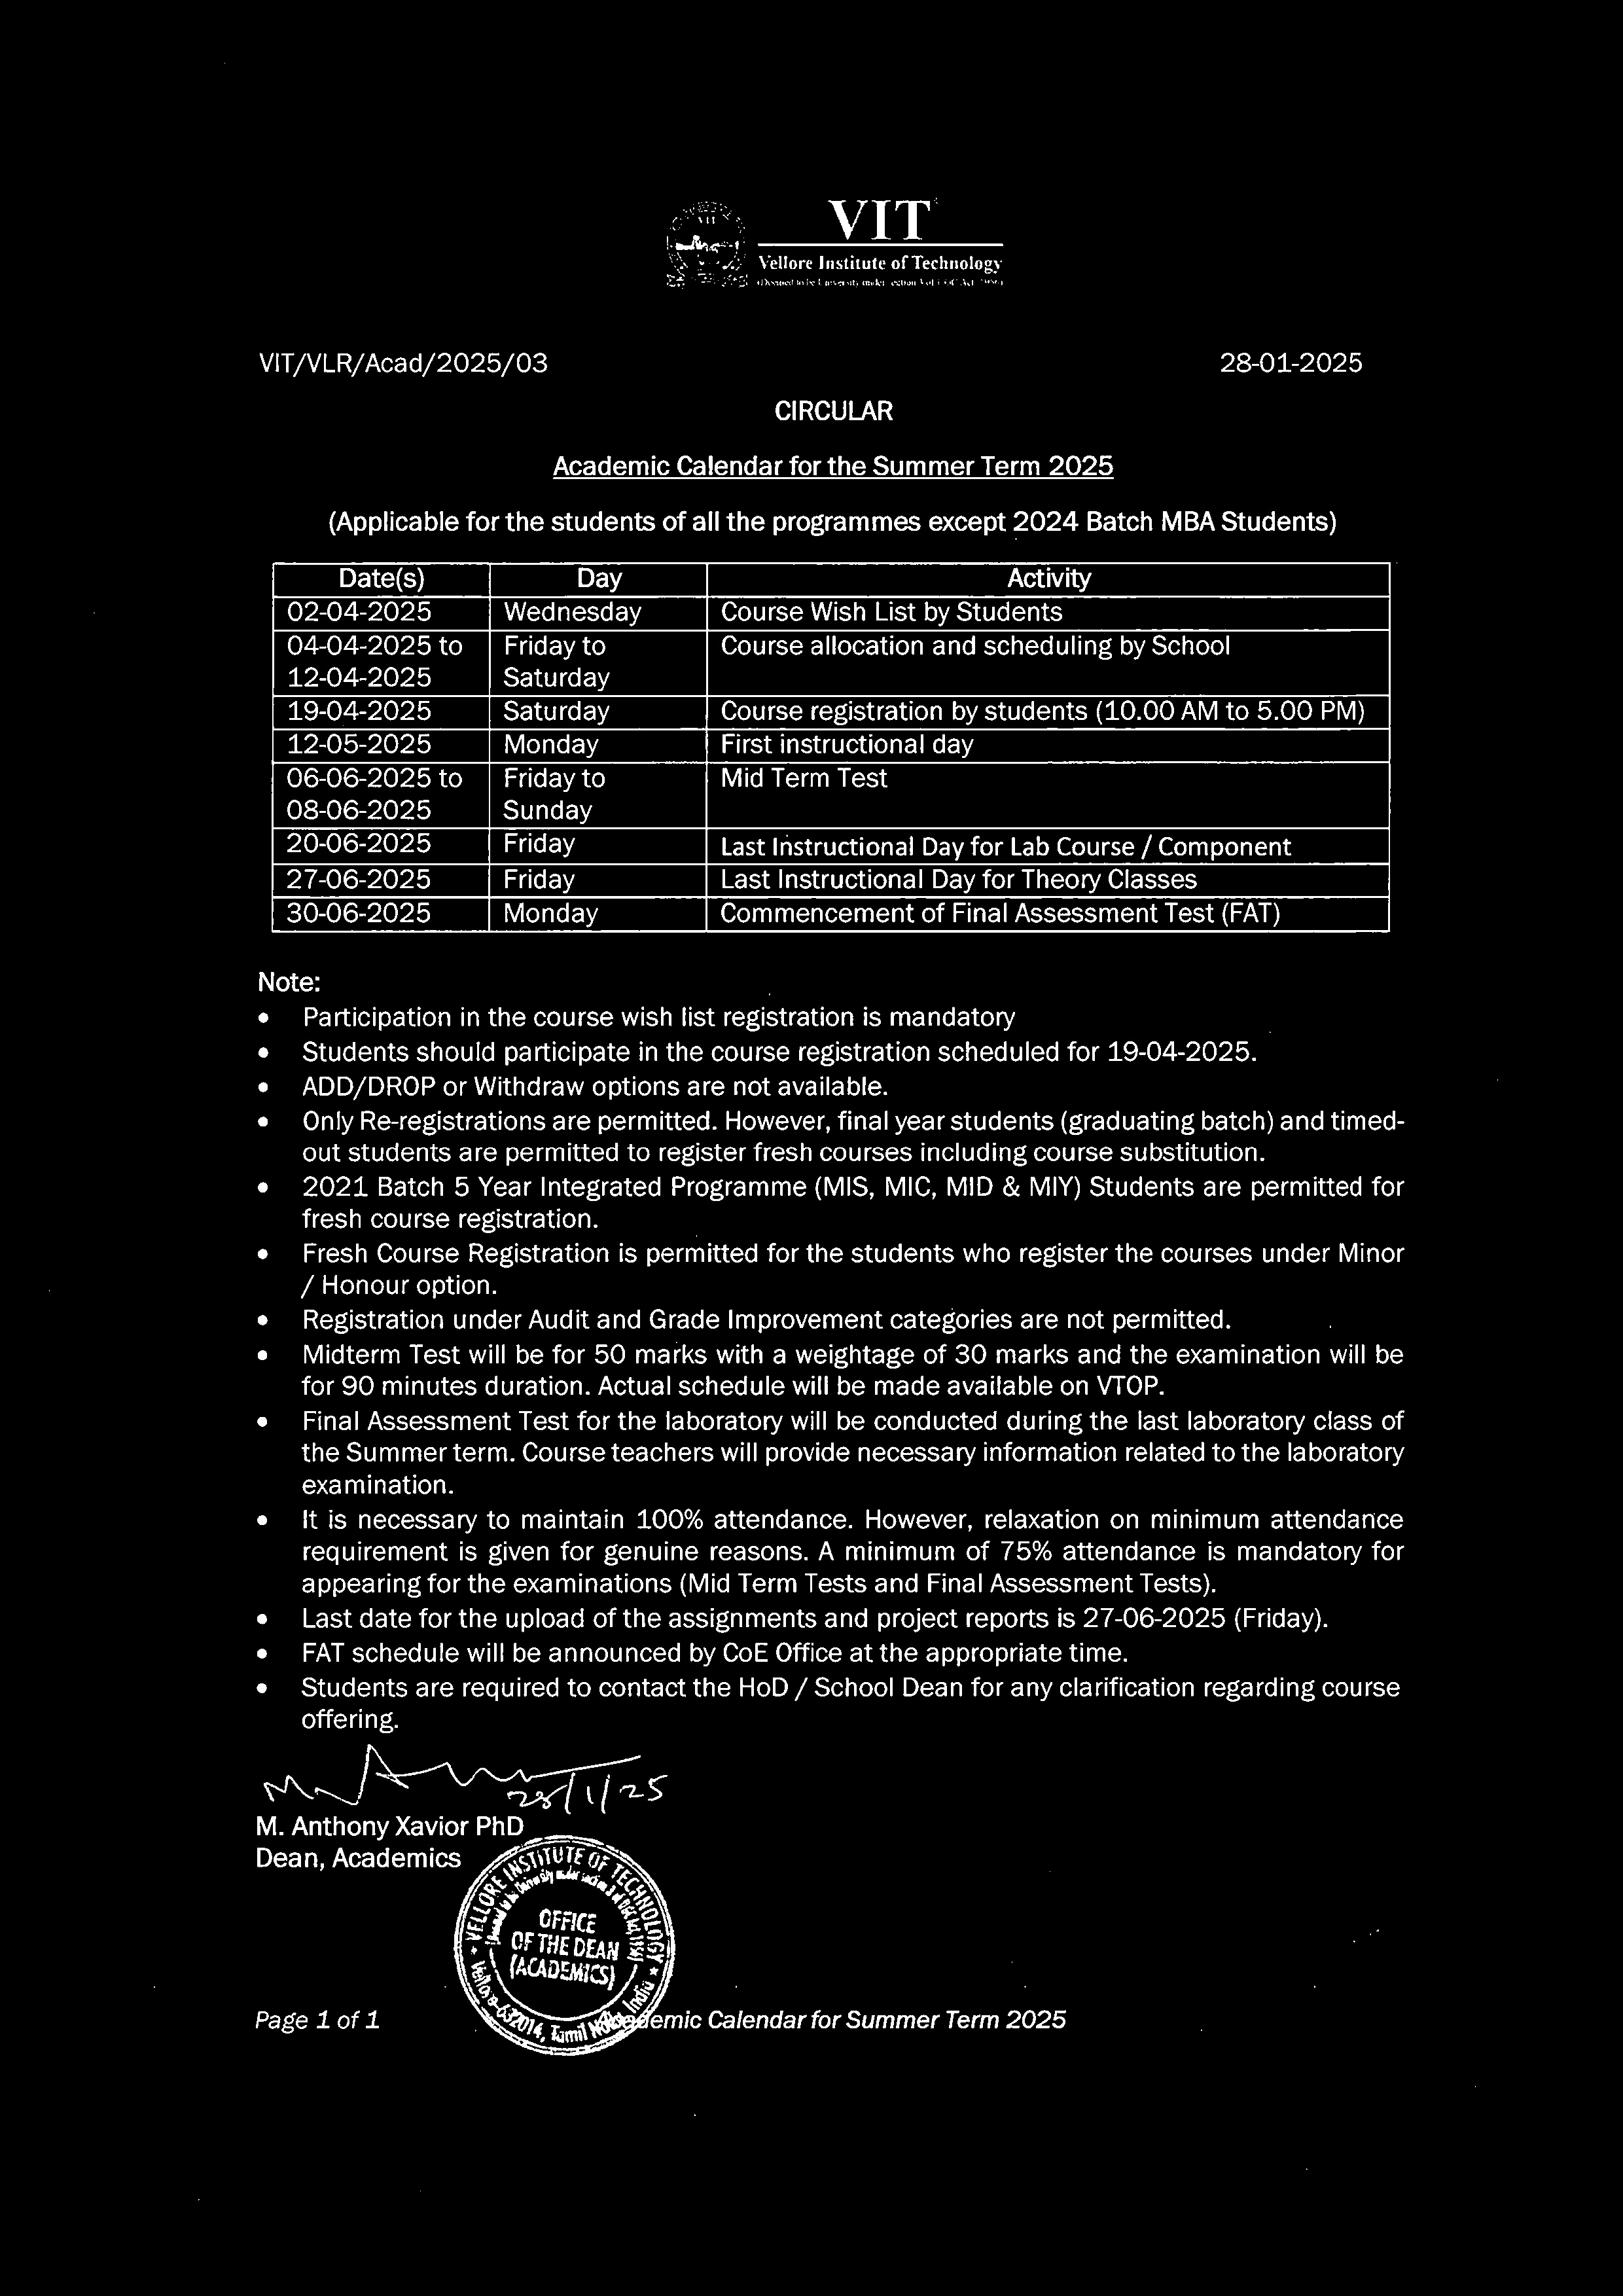 VIT
Vellore Institute of Technology
VIT/VLR/Acad/2025/03 28-01-2025
CIRCULAR
Academic Calendar for the Summer Term 2025
(Applicable for the students of all the programmes except 2024 Batch MBA Students)
Date(s) Day Activity
02-04-2025 Wednesday Course Wish List by Students
04-04-2025 to Friday to Course allocation and scheduling by School
12-04-2025 Saturday
19-04-2025 Saturday Course registration by students (10.00 AM to 5.00 PM)
12-05-2025 Monday First instructional day
06-06-2025 to Friday to Mid Term Test
08-06-2025 Sunday
20-06-2025 Friday Last Instructional Day for Lab Course / Component
27-06-2025 Friday Last Instructional Day for Theory Classes
30-06-2025 Monday Commencement of Final Assessment Test (FAT)
Note:
• Participation in the course wish list registration is mandatory
• Students should participate in the course registration scheduled for 19-04-2025.
• ADD/DROP or Withdraw options are not available.
• Only Re-registrations are permitted. However, final year students (graduating batch) and timed-
out students are permitted to register fresh courses including course substitution.
• 2021 Batch 5 Year Integrated Programme (MIS, MIC, MID & MIY) Students are permitted for
fresh course registration.
• Fresh Course Registration is permitted for the students who register the courses under Minor
/ Honour option.
• Registration under Audit and Grade Improvement categories are not permitted.
• Midterm Test will be for 50 marks with a weightage of 30 marks and the examination will be
for 90 minutes duration. Actual schedule will be made available on VTOP.
• Final Assessment Test for the laboratory will be conducted during the last laboratory class of
the Summer term. Course teachers will provide necessary information related to the laboratory
examination.
• It is necessary to maintain 100% attendance. However, relaxation on minimum attendance
requirement is given for genuine reasons. A minimum of 75% attendance is mandatory for
appearing for the examinations (Mid Term Tests and Final Assessment Tests).
• Last date for the upload of the assignments and project reports is 27-06-2025 (Friday).
• FAT schedule will be announced by CoE Office at the appropriate time.
• Students are required to contact the HoD / School Dean for any clarification regarding course
offering.
28/1/25
M. Anthony Xavior PhD
Dean, Academics
VELLORE INSTITUTE OF TECHNOLOGY
OFFICE
OF THE DEAN
(ACADEMICS)
Vellore-632014, Tamil India
Page 1 of 1 Calendar for Summer Term 2025